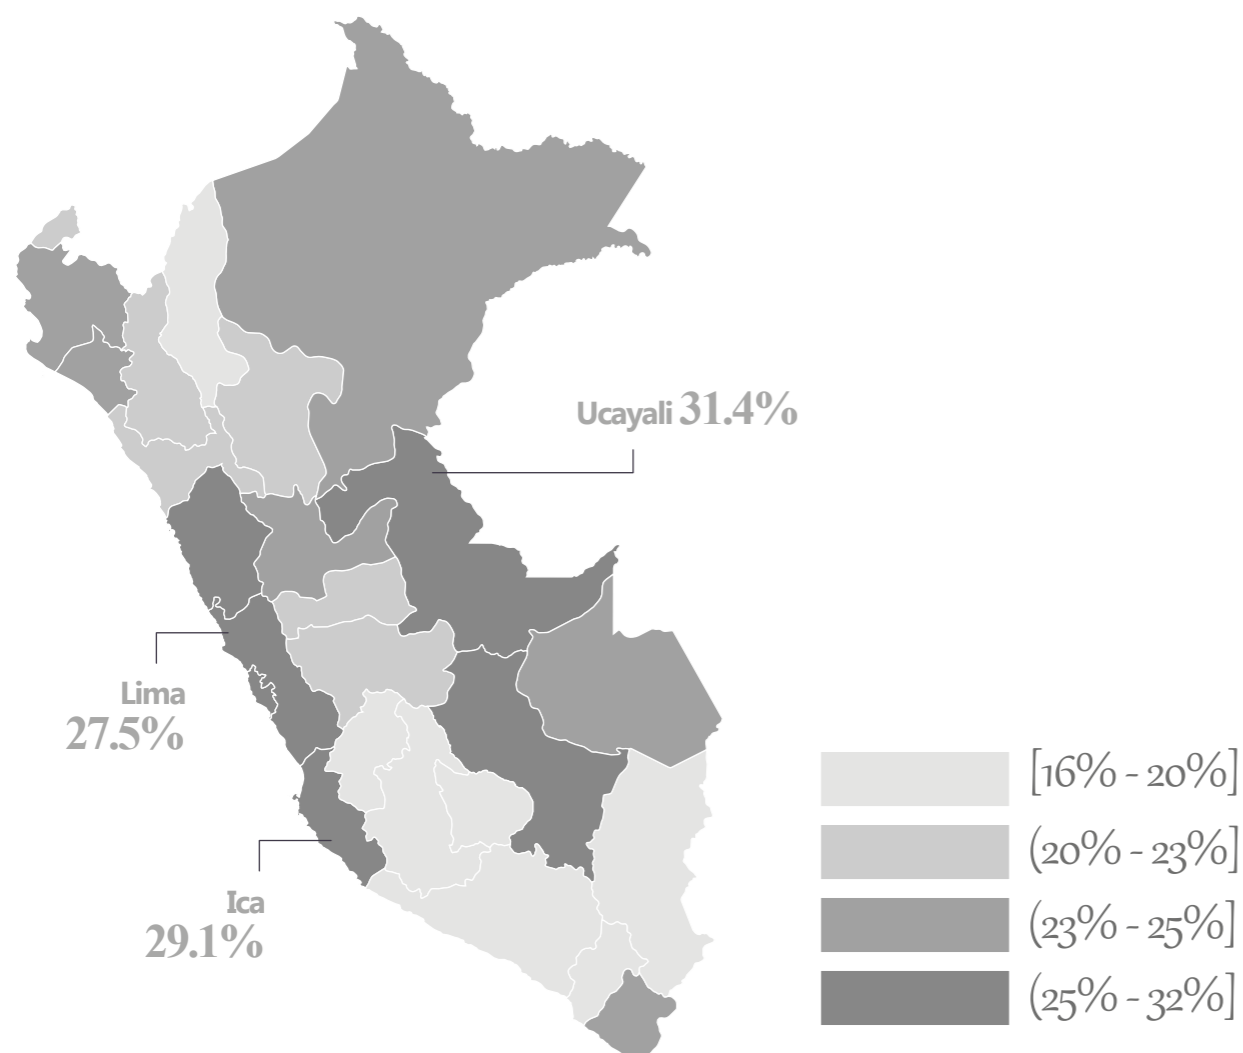 Ucayali 31.4%
Lima
27.5%
Ica
29.1%
[16% - 20%]
(20% - 23%]
(23% - 25%]
(25% - 32%]